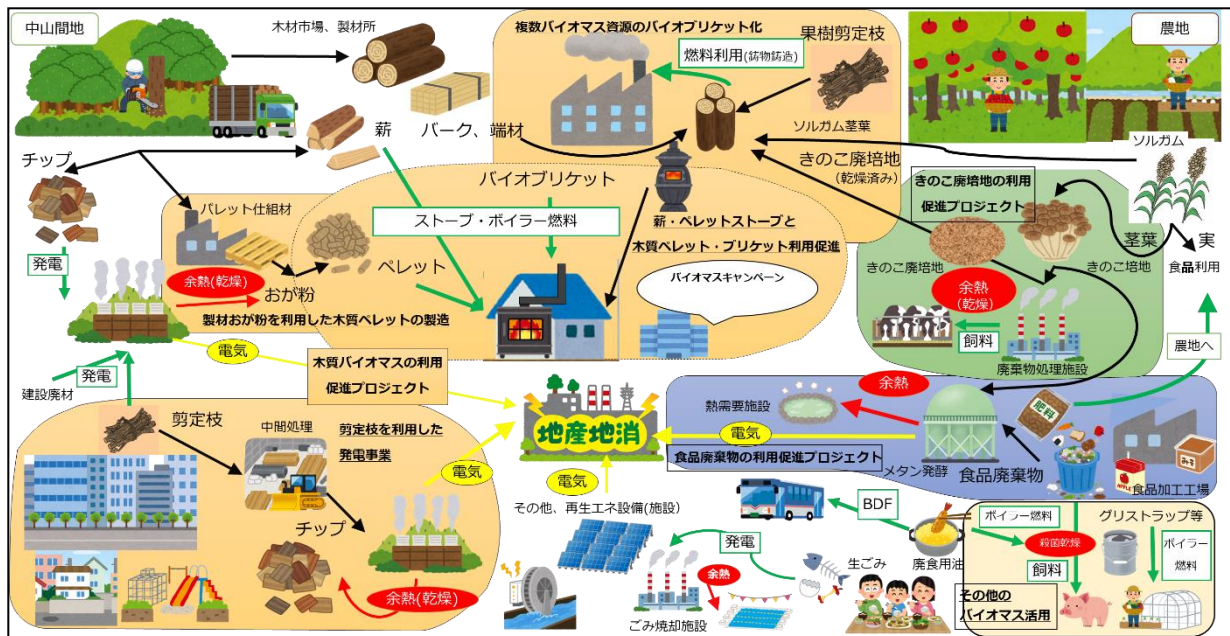 中山間地
木材市場、製材所
複数バイオマス資源のバイオブリケット化
燃料利用(鋳物鋳造)
果樹剪定枝
農地
薪
バーク、端材
ソルガム茎葉
きのこ廃培地
(乾燥済み)
ソルガム
チップ
バイオブリケット
きのこ廃培地の利用
促進プロジェクト
パレット仕組材
ストーブ・ボイラー燃料
薪・ペレットストーブと
木質ペレット・ブリケット利用促進
茎葉
実
食品利用
きのこ廃培地
きのこ培地
発電
ペレット
バイオマスキャンペーン
余熱(乾燥)
おが粉
余熱
(乾燥)
製材おが粉を利用した木質ペレットの製造
飼料
廃棄物処理施設
農地へ
電気
木質バイオマスの利用
促進プロジェクト
発電
建設廃材
余熱
熱需要施設
肥料
剪定枝
中間処理
剪定枝を利用した
発電事業
地産地消
電気
食品廃棄物の利用促進プロジェクト
メタン発酵
食品廃棄物
APPLE
みそ
食品加工工場
電気
電気
チップ
その他、再生エネ設備(施設)
BDF
ボイラー燃料
グリストラップ等
発電
殺菌乾燥
ボイラー
燃料
生ごみ
廃食用油
飼料
余熱
余熱(乾燥)
ごみ焼却施設
その他の
バイオマス活用